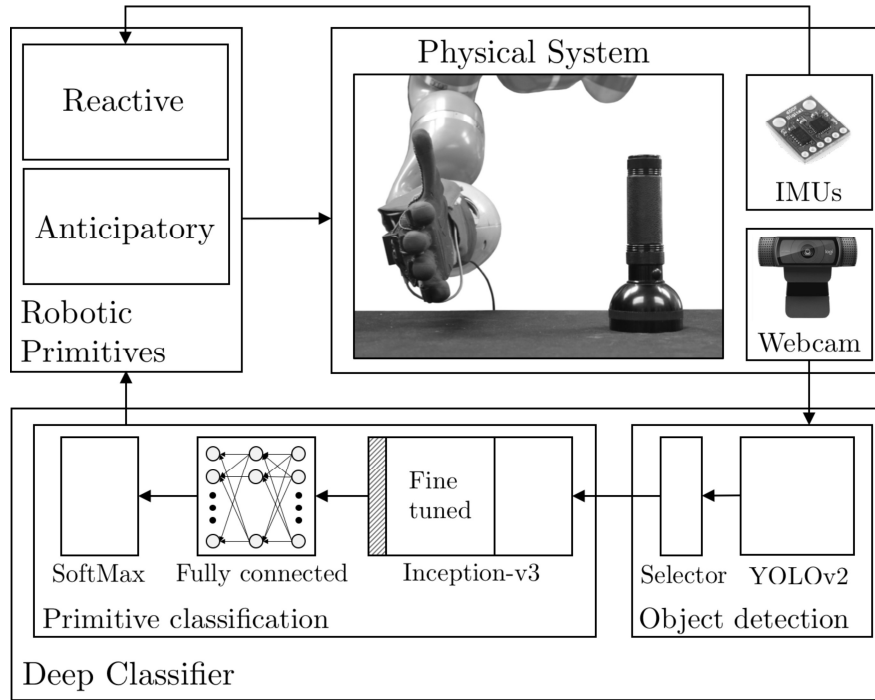 Reactive
Anticipatory
Robotic
Primitives
Physical System
IMUs
Webcam
SoftMax
Fully connected
Fine
tuned
Inception-v3
Primitive classification
Selector
YOLOv2
Object detection
Deep Classifier